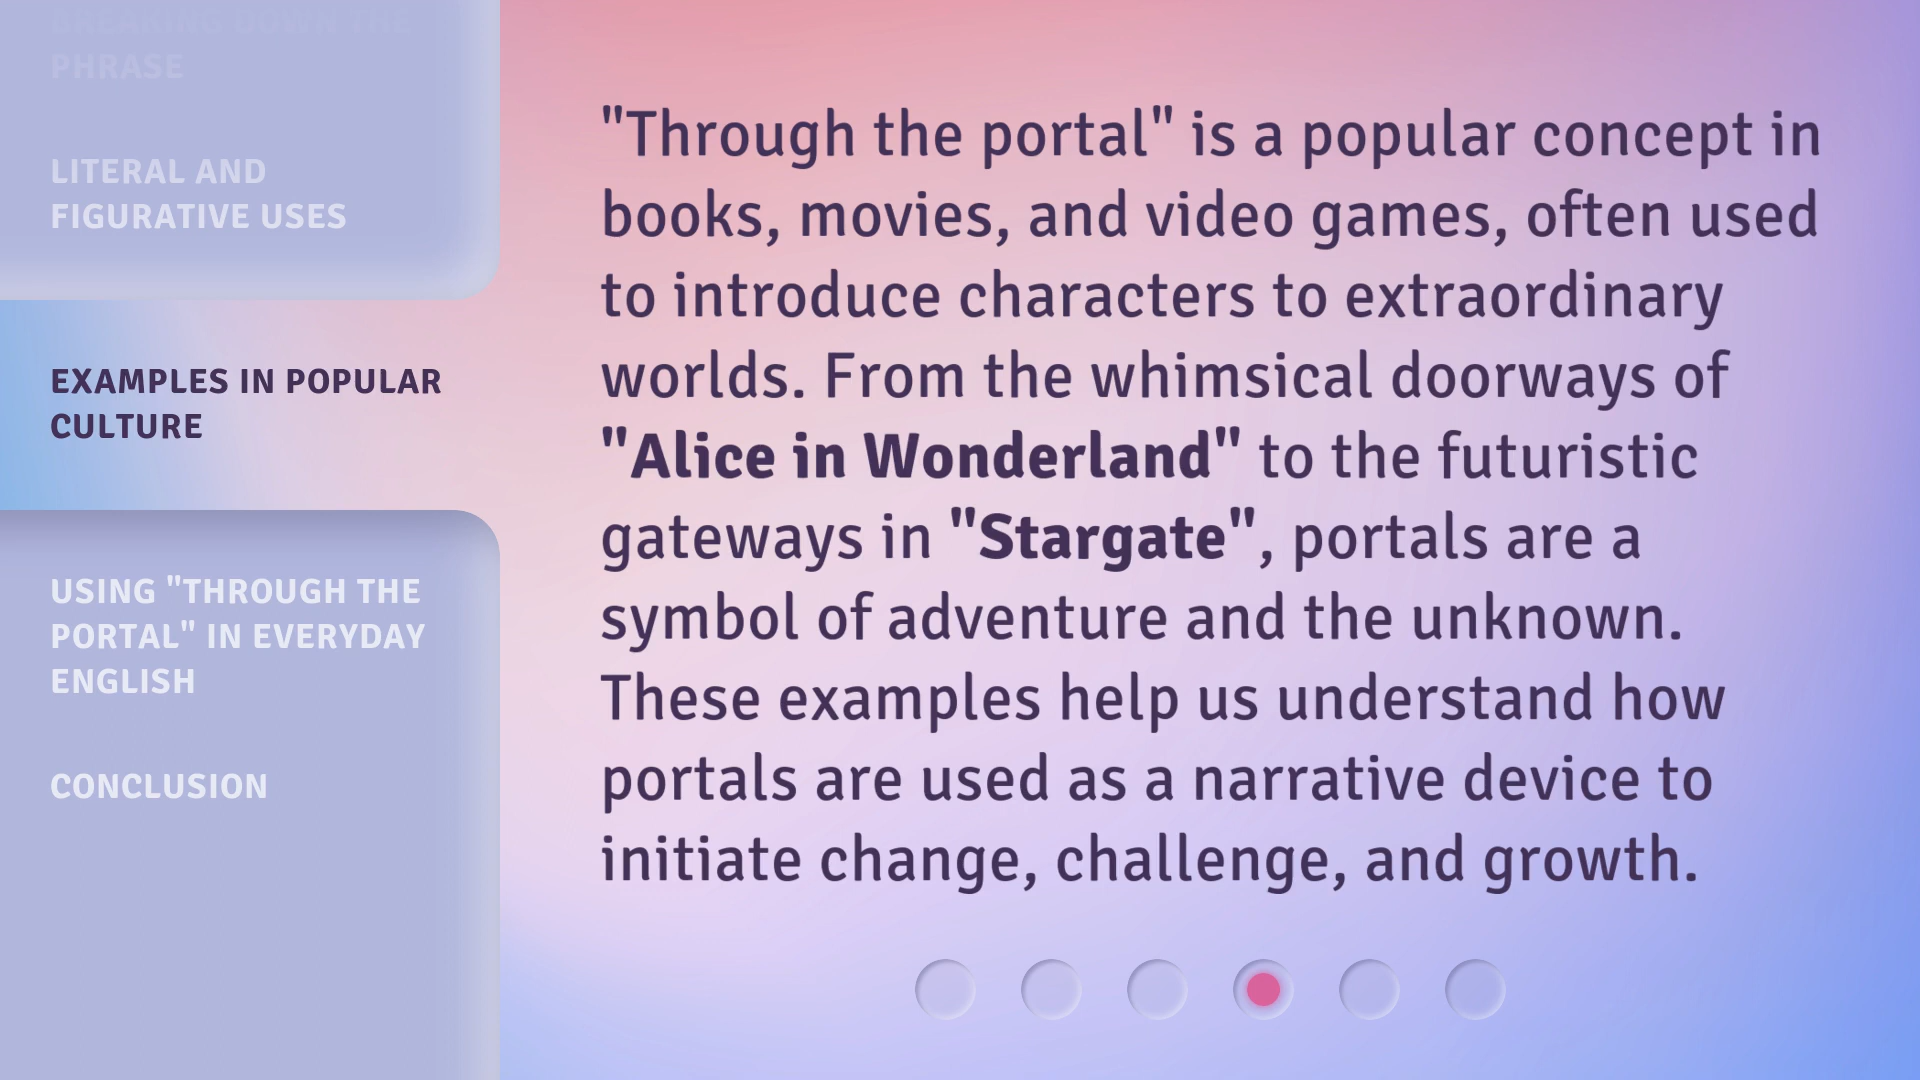 BREAKING DOWN THE
PHRASE
LITERAL AND
FIGURATIVE USES
EXAMPLES IN POPULAR
CULTURE
USING "THROUGH THE
PORTAL" IN EVERYDAY
ENGLISH
CONCLUSION
"Through the portal" is a popular concept in
books, movies, and video games, often used
to introduce characters to extraordinary
worlds. From the whimsical doorways of
"Alice in Wonderland" to the futuristic
gateways in "Stargate", portals are a
symbol of adventure and the unknown.
These examples help us understand how
portals are used as a narrative device to
initiate change, challenge, and growth.